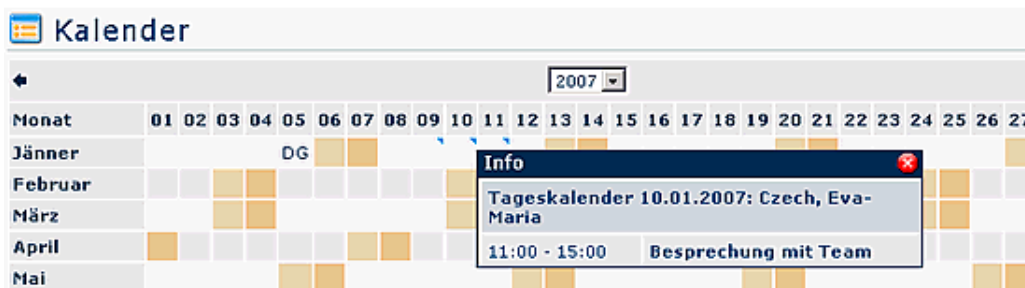 Kalender
2007
Monat 01 02 03 04 05 06 07 08 09 10 11 12 13 14 15 16 17 18 19 20 21 22 23 24 25 26 27
Jänner DG
Info
Februar
Tageskalender 10.01.2007: Czech, Eva-
Maria
März
April
11:00 - 15:00 Besprechung mit Team
Mai